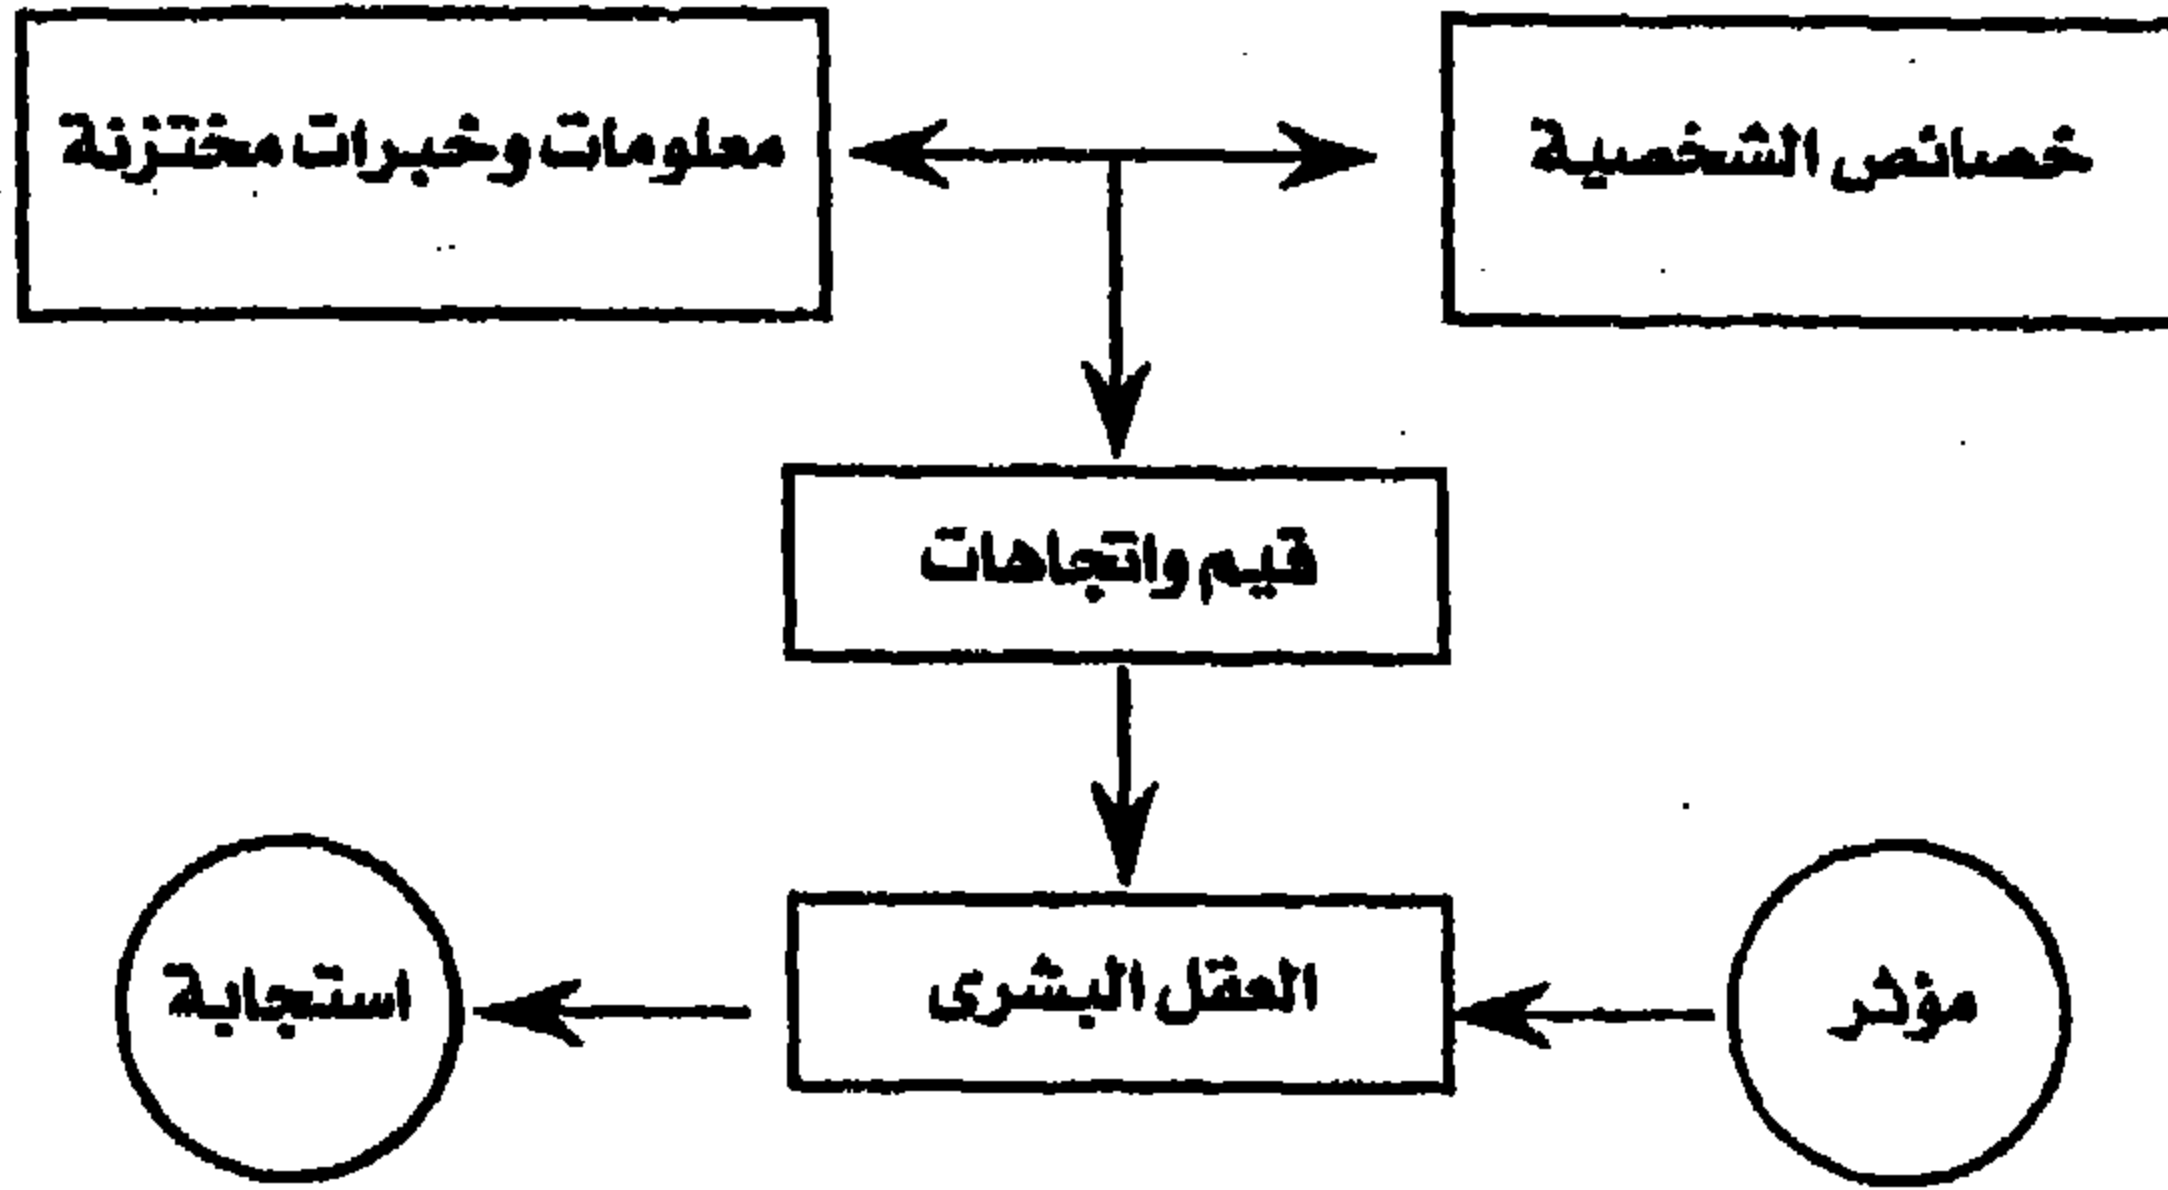 خصائص الشخصية
معلومات وخبرات مختزنة
قيم واتجاهات
مؤثر
العقل البشرى
استجابة